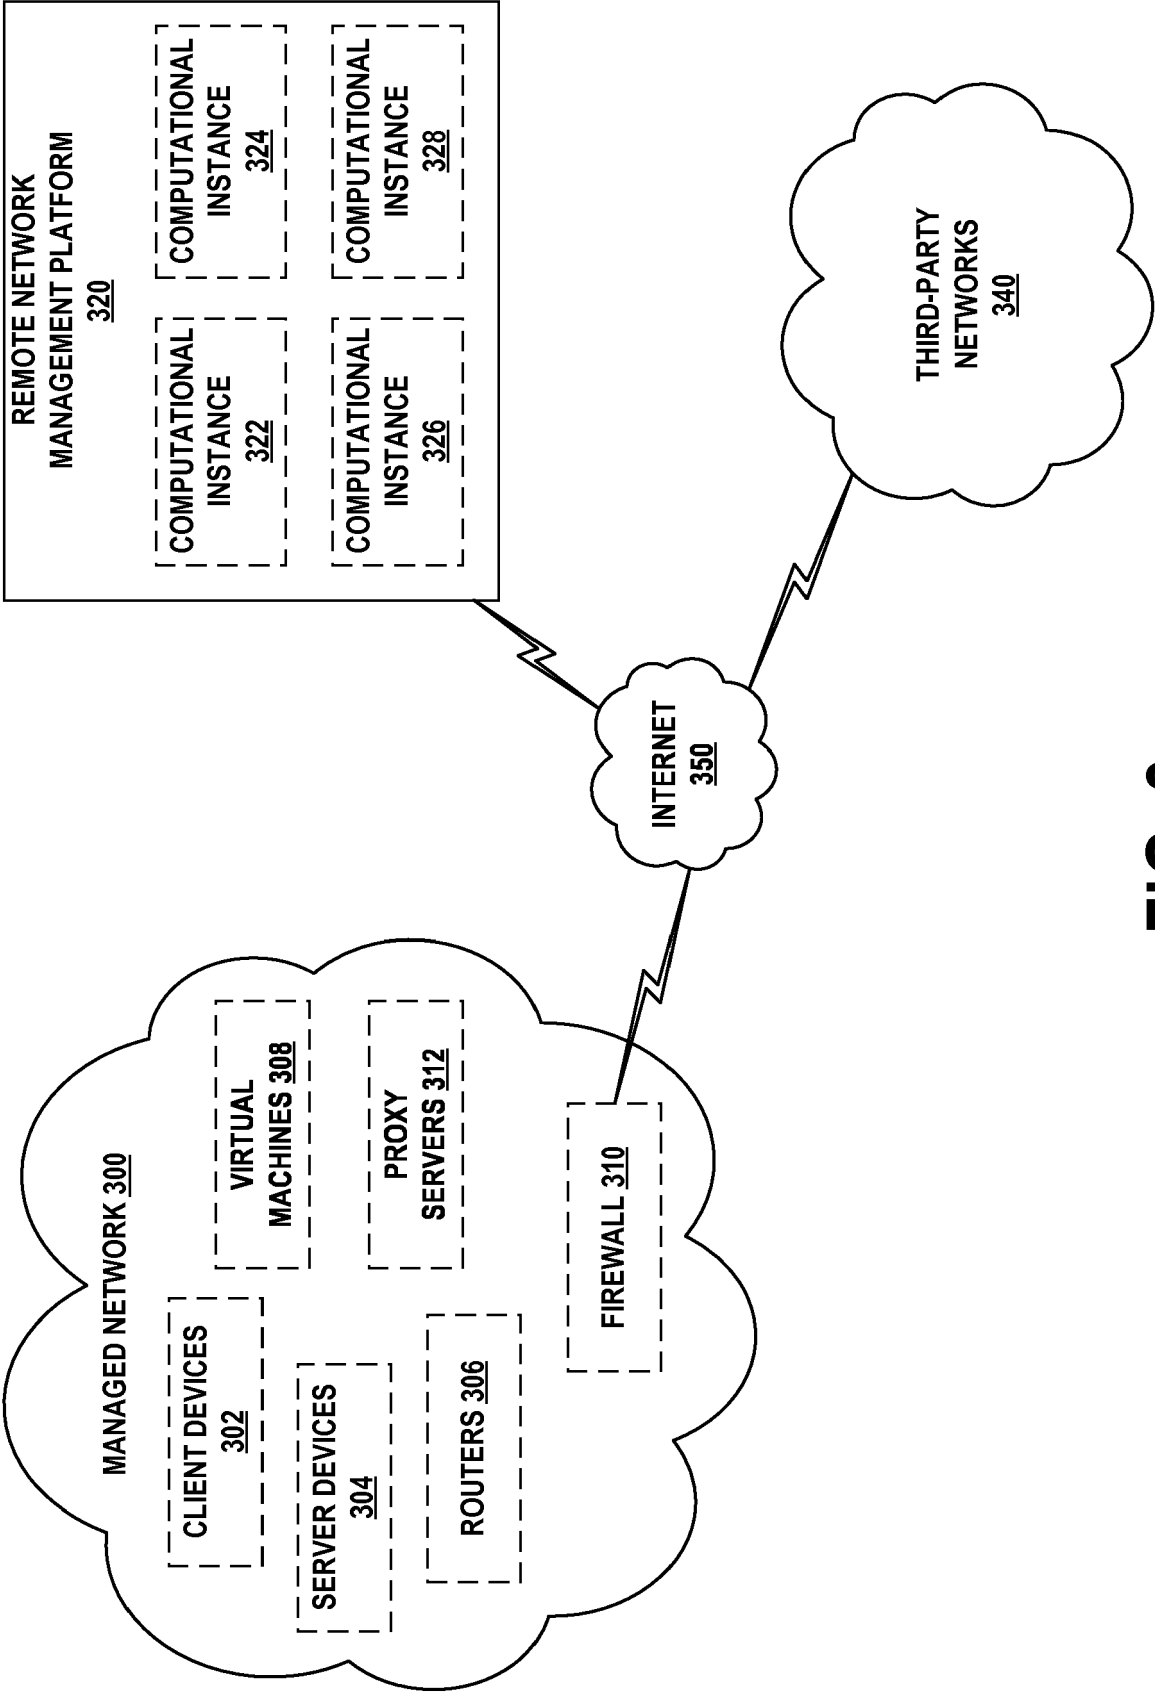 MANAGED NETWORK 300
CLIENT DEVICES
302
SERVER DEVICES
304
ROUTERS 306
VIRTUAL
MACHINES 308
PROXY
SERVERS 312
FIREWALL 310
INTERNET
350
REMOTE NETWORK
MANAGEMENT PLATFORM
320
COMPUTATIONAL
INSTANCE
322
COMPUTATIONAL
INSTANCE
324
COMPUTATIONAL
INSTANCE
326
COMPUTATIONAL
INSTANCE
328
THIRD-PARTY
NETWORKS
340